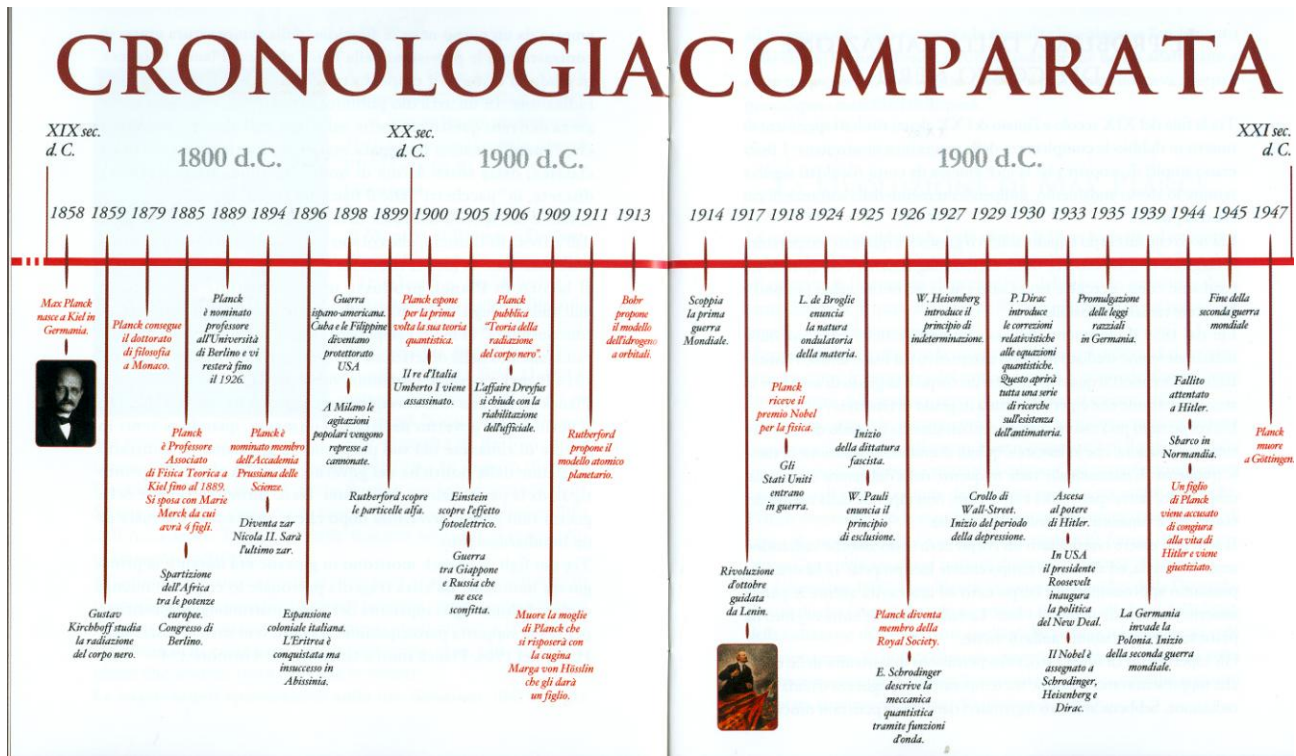 CRONOLOGIA COMPARATA
XIX sec.
d. C.
1800 d.C.
XX sec.
d. C.
1900 d.C.
1900 d.C.
XXI sec.
d. C.
1858 1859 1879 1885 1889 1894 1896 1898 1899 1900 1905 1906 1909 1911 1913
1914 1917 1918 1924 1925 1926 1927 1929 1930 1933 1935 1939 1944 1945 1947
Max Planck
nasce a Kiel in
Germania.
Gustav
Kirchhoff studia
la radiazione
del corpo nero.
Planck consegue
il dottorato
di filosofia
a Monaco.
Planck
è Professore
Associato
di Fisica Teorica a
Kiel fino al 1889.
Si sposa con Marie
Merck da cui
avrà 4 figli.
Spartizione
dell'Africa
tra le potenze
europee.
Congresso di
Berlino.
Planck
è nominato
professore
all'Università
di Berlino e vi
resterà fino
il 1926.
Planck è
nominato membro
dell'Accademia
Prussiana delle
Scienze.
Diventa zar
Nicola II. Sarà
l'ultimo zar.
Espansione
coloniale italiana.
L'Eritrea è
conquistata ma
insuccesso in
Abissinia.
Guerra
ispano-americana.
Cuba e le Filippine
diventano
protettorato
USA
A Milano le
agitazioni
popolari vengono
represse a
cannonate.
Rutherford scopre
le particelle alfa.
Planck espone
per la prima
volta la sua teoria
quantistica.
Il re d'Italia
Umberto I viene
assassinato.
Einstein
scopre l'effetto
fotoelettrico.
Guerra
tra Giappone
e Russia che
ne esce
sconfitta.
Planck
pubblica
"Teoria della
radiazione
del corpo nero".
L'affaire Dreyfus
si chiude con la
riabilitazione
dell'ufficiale.
Muore la moglie
di Planck che
si risposerà con
la cugina
Marga von Hösslin
che gli darà
un figlio.
Rutherford
propone il
modello atomico
planetario.
Bohr
propone
il modello
dell'idrogeno
a orbitali.
Scoppia
la prima
guerra
Mondiale.
Rivoluzione
d'ottobre
guidata
da Lenin.
Planck
riceve il
premio Nobel
per la fisica.
Gli
Stati Uniti
entrano
in guerra.
L. de Broglie
enuncia
la natura
ondulatoria
della materia.
Inizio
della dittatura
fascista.
W. Pauli
enuncia il
principio
di esclusione.
Planck diventa
membro della
Royal Society.
E. Schrodinger
descrive la
meccanica
quantistica
tramite funzioni
d'onda.
W. Heisemberg
introduce il
principio di
indeterminazione.
Crollo di
Wall-Street.
Inizio del periodo
della depressione.
P. Dirac
introduce
le correzioni
relativistiche
alle equazioni
quantistiche.
Questo aprirà
tutta una serie
di ricerche
sull'esistenza
dell'antimateria.
Ascesa
al potere
di Hitler.
In USA
il presidente
Roosevelt
inaugura
la politica
del New Deal.
Il Nobel è
assegnato a
Schrodinger,
Heisenberg e
Dirac.
Promulgazione
delle leggi
razziali
in Germania.
La Germania
invade la
Polonia. Inizio
della seconda guerra
mondiale.
Fallito
attentato
a Hitler.
Sbarco in
Normandia.
Un figlio
di Planck
viene accusato
di congiura
alla vita di
Hitler e viene
giustiziato.
Fine della
seconda guerra
mondiale
Planck
muore
a Göttingen.